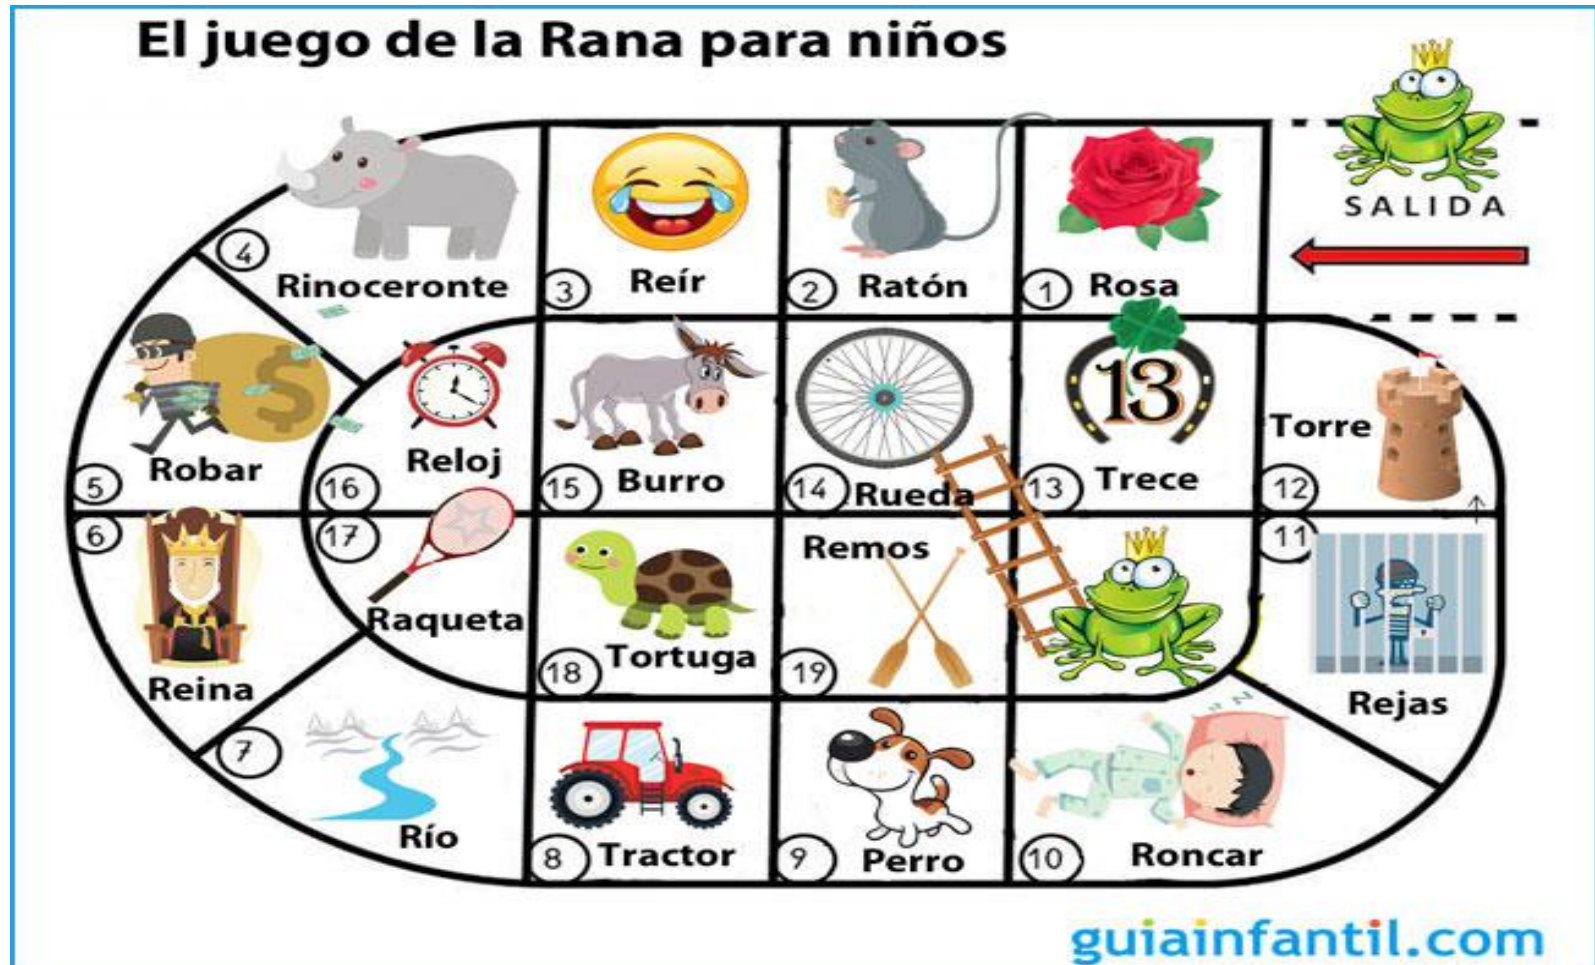 El juego de la Rana para niños
SALIDA
1 Rosa
2 Ratón
3 Reír
4
Rinoceronte
$
5 Robar
6
Reina
7
Río
8 Tractor
9 Perro
10 Roncar
Z Z Z
11
Rejas
Torre
12
13
13 Trece
14 Rueda
15 Burro
Reloj
16
17
Raqueta
18 Tortuga
Remos
19
guiainfantil.com